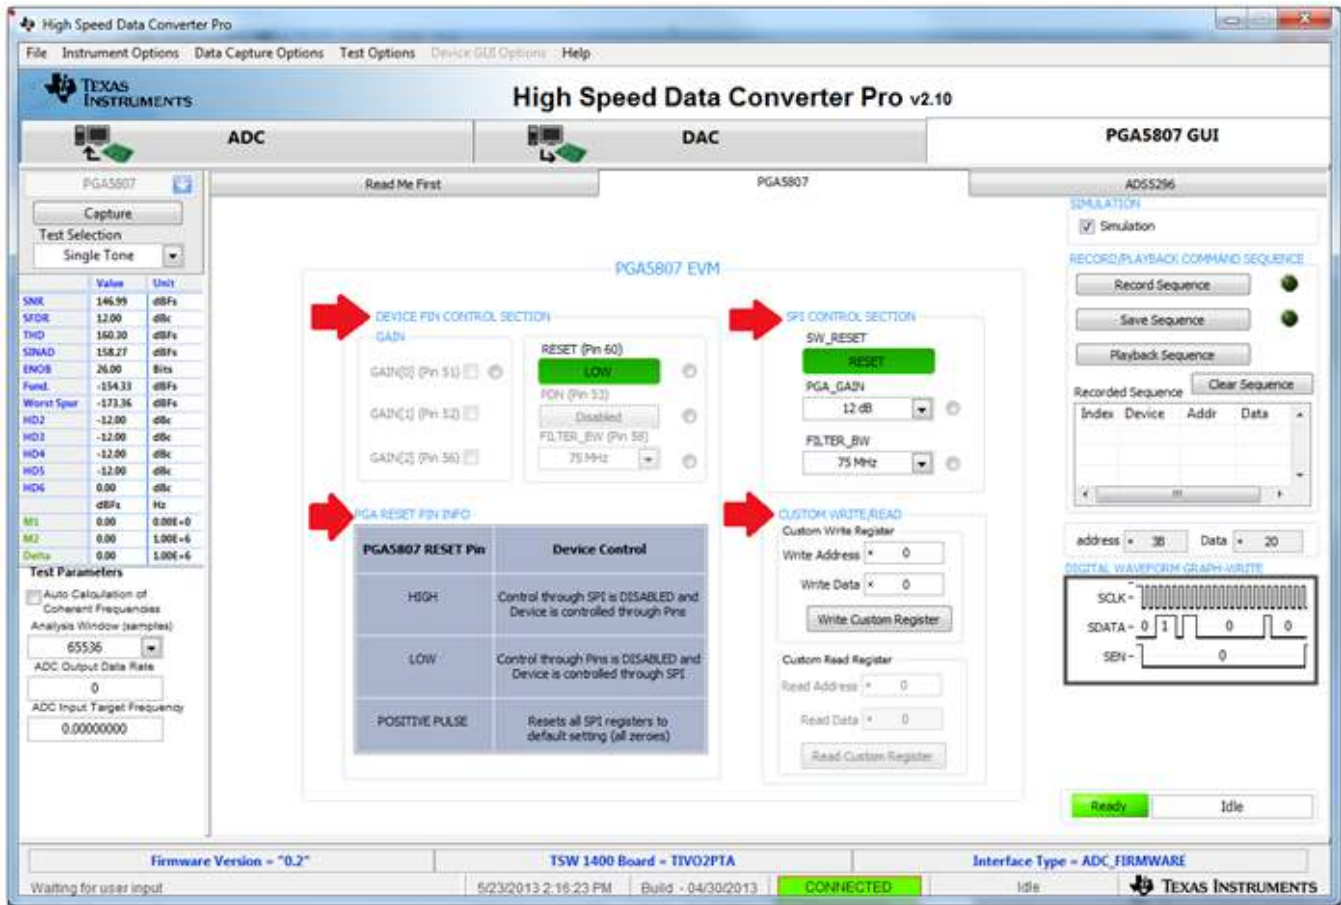 High Speed Data Converter Pro
File Instrument Options Data Capture Options Test Options Device GUI Options Help
TEXAS
INSTRUMENTS
High Speed Data Converter Pro v2.10
ADC
DAC
PGA5807 GUI
PGA5807
Capture
Test Selection
Single Tone
Value Unit
SNR 146.99 dBFs
SFDR 12.00 dBc
THD 160.30 dBFs
SINAD 158.27 dBFs
ENOB 26.00 Bits
Fund. -154.33 dBFs
Worst Spur -173.36 dBFs
HD2 -12.00 dBc
HD3 -12.00 dBc
HD4 -12.00 dBc
HD5 -12.00 dBc
HD6 0.00 dBc
dBFs Hz
M1 0.00 0.00E+0
M2 0.00 1.00E+6
Delta 0.00 1.00E+6
Test Parameters
Auto Calculation of
Coherent Frequencies
Analysis Window (samples)
65536
ADC Output Data Rate
0
ADC Input Target Frequency
0.00000000
Read Me First
PGA5807
ADS5296
PGA5807 EVM
DEVICE PIN CONTROL SECTION
GAIN
GAIN[0] (Pin 51)
GAIN[1] (Pin 52)
GAIN[2] (Pin 56)
RESET (Pin 60)
LOW
PDN (Pin 53)
Disabled
FILTER_BW (Pin 58)
75 MHz
SPI CONTROL SECTION
SW_RESET
RESET
PGA_GAIN
12 dB
FILTER_BW
75 MHz
PGA RESET PIN INFO
PGA5807 RESET Pin Device Control
HIGH
Control through SPI is DISABLED and
Device is controlled through Pins
LOW
Control through Pins is DISABLED and
Device is controlled through SPI
POSITIVE PULSE
Resets all SPI registers to
default setting (all zeroes)
CUSTOM WRITE/READ
Custom Write Register
Write Address x 0
Write Data x 0
Write Custom Register
Custom Read Register
Read Address x 0
Read Data x 0
Read Custom Register
SIMULATION
Simulation
RECORD/PLAYBACK COMMAND SEQUENCE
Record Sequence
Save Sequence
Playback Sequence
Recorded Sequence
Clear Sequence
Index Device Addr Data
address x 3B Data x 20
DIGITAL WAVEFORM GRAPH-WRITE
SCLK
SDATA 0 1 0 0
SEN 0
Ready Idle
Firmware Version = "0.2"
TSW 1400 Board = TIVO2PTA
Interface Type = ADC_FIRMWARE
Waiting for user input
5/23/2013 2:16:23 PM
Build - 04/30/2013
CONNECTED
Idle
TEXAS INSTRUMENTS